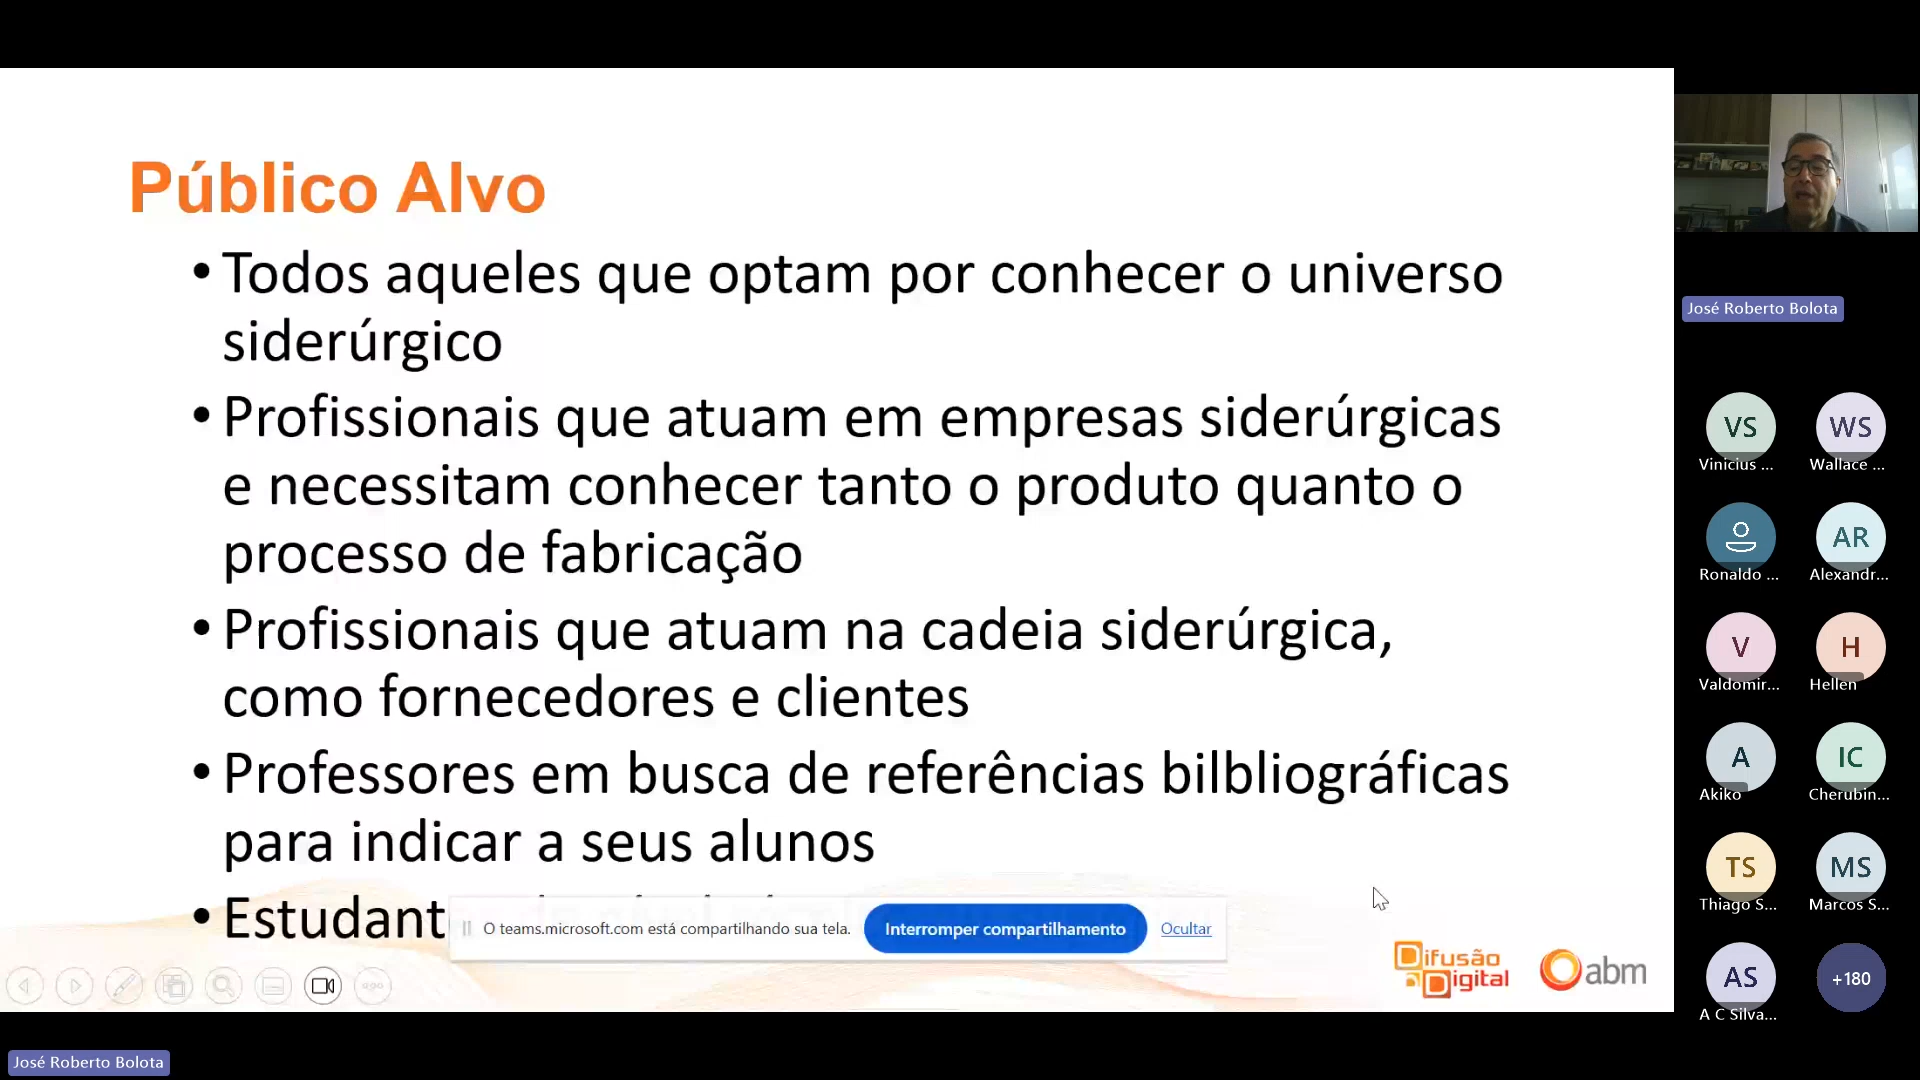 Público Alvo
•Todos aqueles que optam por conhecer o universo
siderúrgico
•Profissionais que atuam em empresas siderúrgicas
e necessitam conhecer tanto o produto quanto o
processo de fabricação
•Profissionais que atuam na cadeia siderúrgica,
como fornecedores e clientes
•Professores em busca de referências bilbliográficas
para indicar a seus alunos
•Estudant
O teams.microsoft.com está compartilhando sua tela. Interromper compartilhamento Ocultar
Difusão
Digital
abm
José Roberto Bolota
José Roberto Bolota
VS WS
Vinicius ... Wallace ...
AR
Ronaldo ... Alexandr...
V H
Valdomir... Hellen
A IC
Akiko Cherubin...
TS MS
Thiago S... Marcos S...
AS +180
A C Silva...